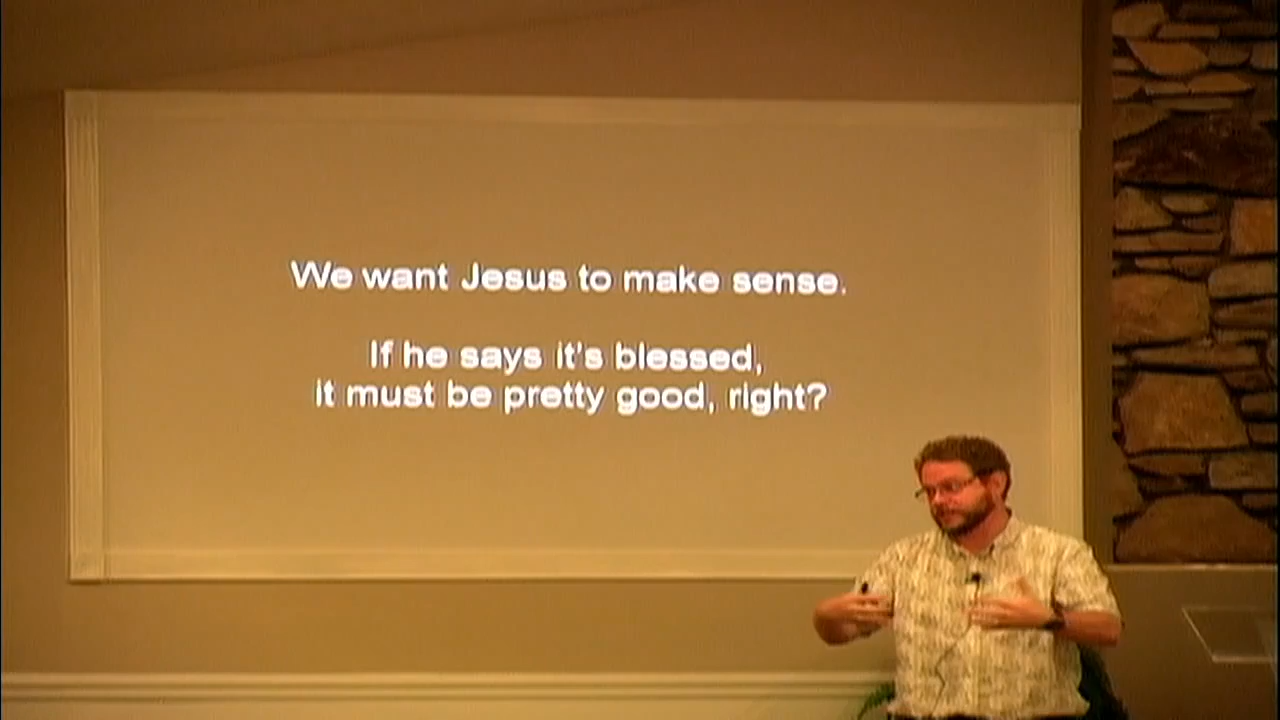 We want Jesus to make sense.
If he says it's blessed,
it must be pretty good, right?